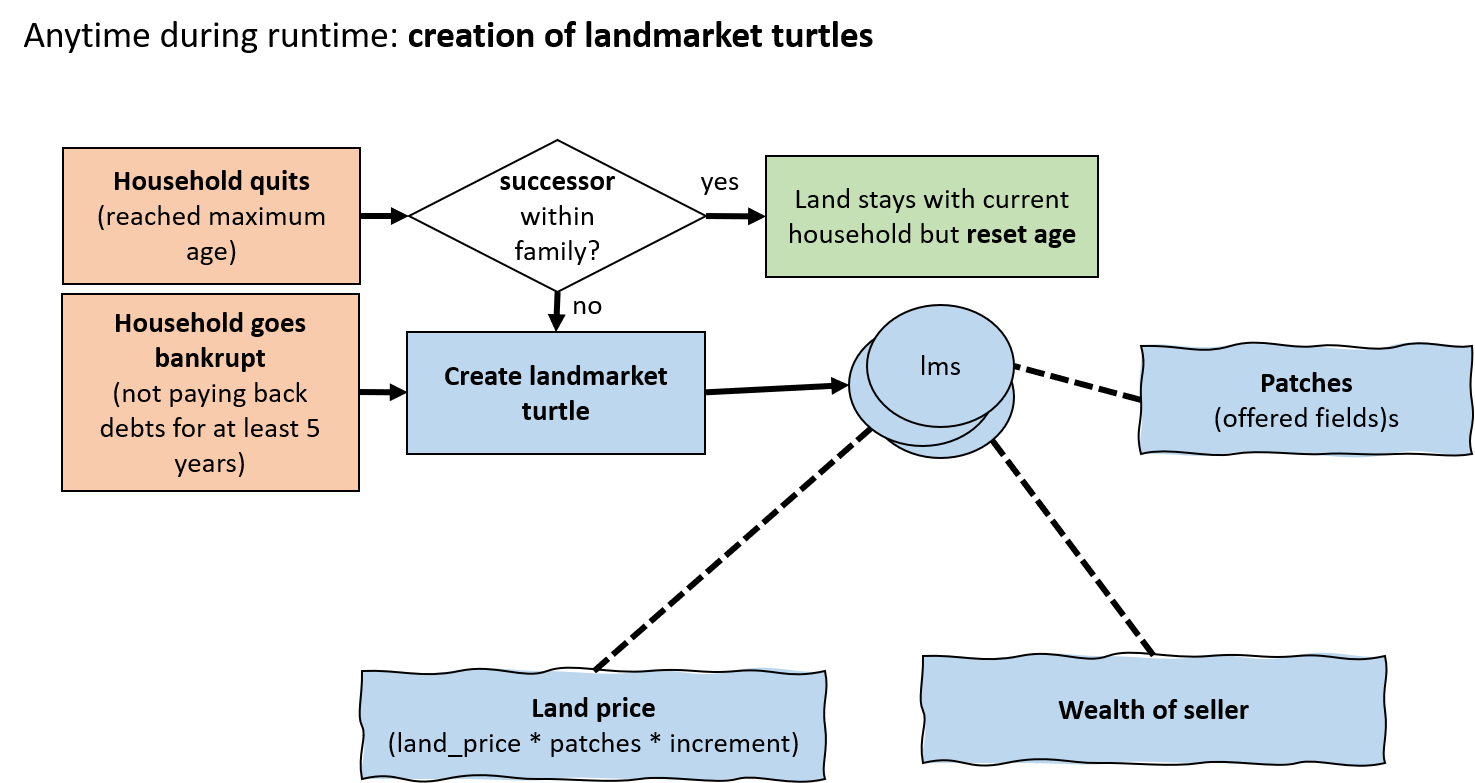 Anytime during runtime: creation of landmarket turtles
Household quits
(reached maximum
age)
successor
within
family?
yes
Land stays with current
household but reset age
no
Household goes
bankrupt
(not paying back
debts for at least 5
years)
Create landmarket
turtle
lms
Patches
(offered fields)s
Land price
(land_price * patches * increment)
Wealth of seller